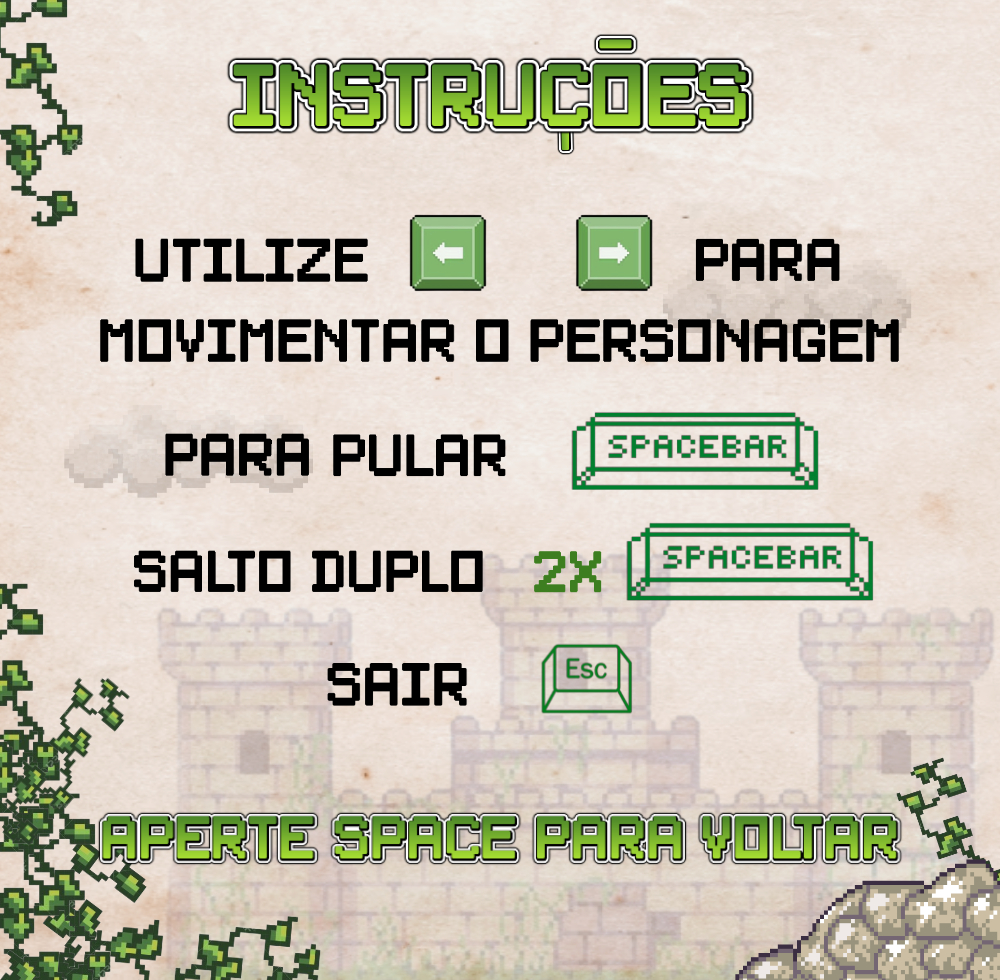 INSTRUÇÕES
UTILIZE ← → PARA
MOVIMENTAR O PERSONAGEM
PARA PULAR SPACEBAR
SALTO DUPLO 2X SPACEBAR
SAIR Esc
APERTE SPACE PARA VOLTAR